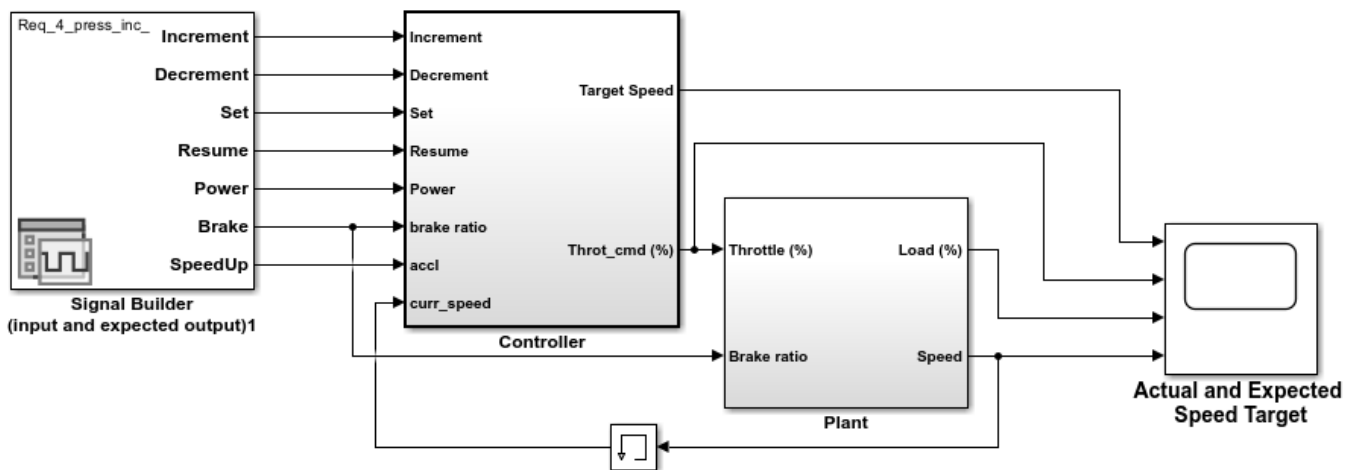 Req_4_press_inc_
Increment
Decrement
Set
Resume
Power
Brake
SpeedUp
Signal Builder
(input and expected output)1
Increment
Decrement
Set
Resume
Power
brake ratio
accl
curr_speed
Target Speed
Throt_cmd (%)
Controller
Throttle (%)
Brake ratio
Load (%)
Speed
Plant
Actual and Expected
Speed Target